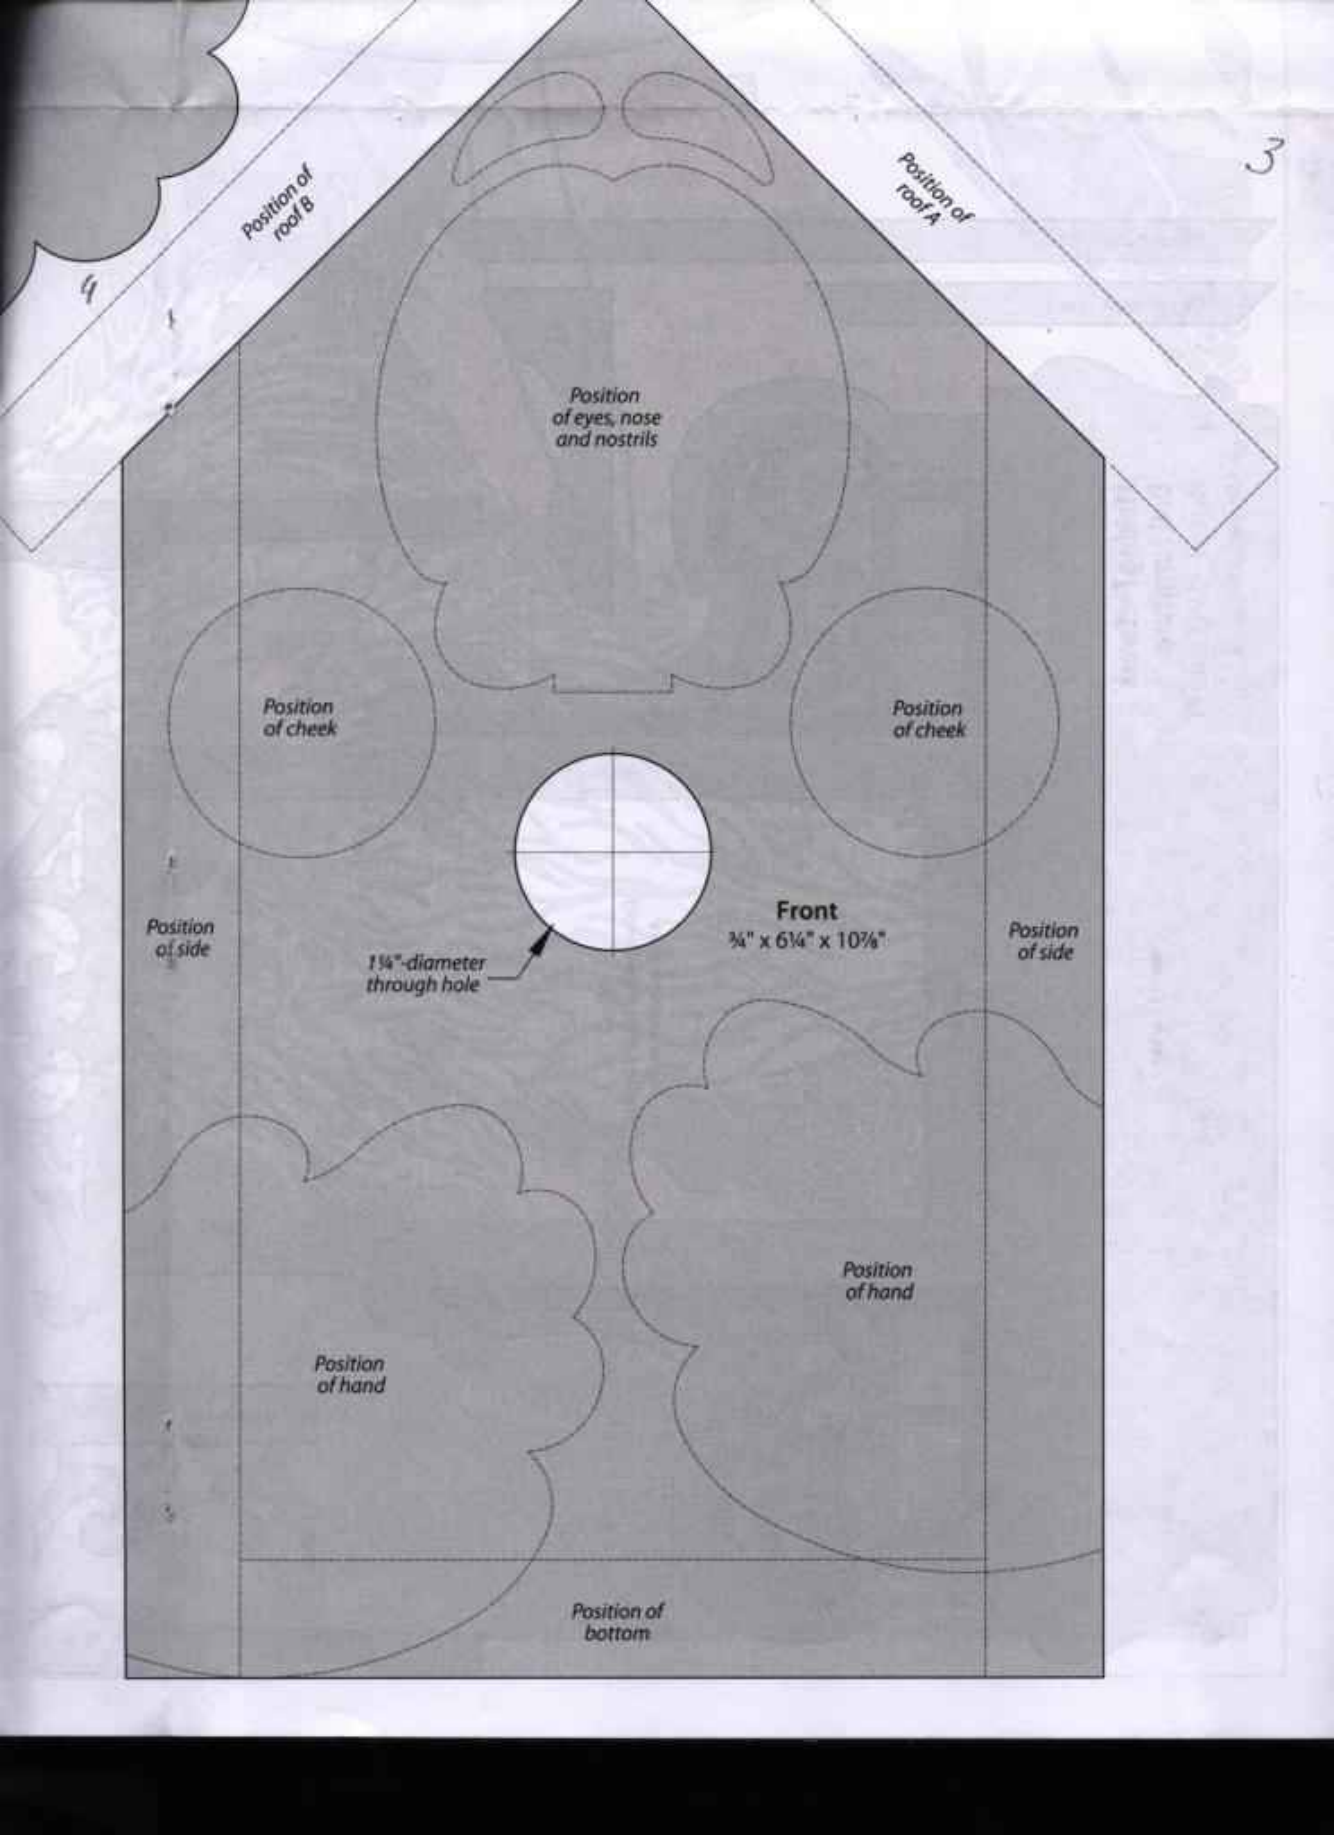 3
Position of
roof B
Position of
roof A
Position
of eyes, nose
and nostrils
Position
of cheek
Position
of cheek
Front
¾" x 6¼" x 10⅞"
Position
of side
Position
of side
1¼"-diameter
through hole
Position
of hand
Position
of hand
Position of
bottom